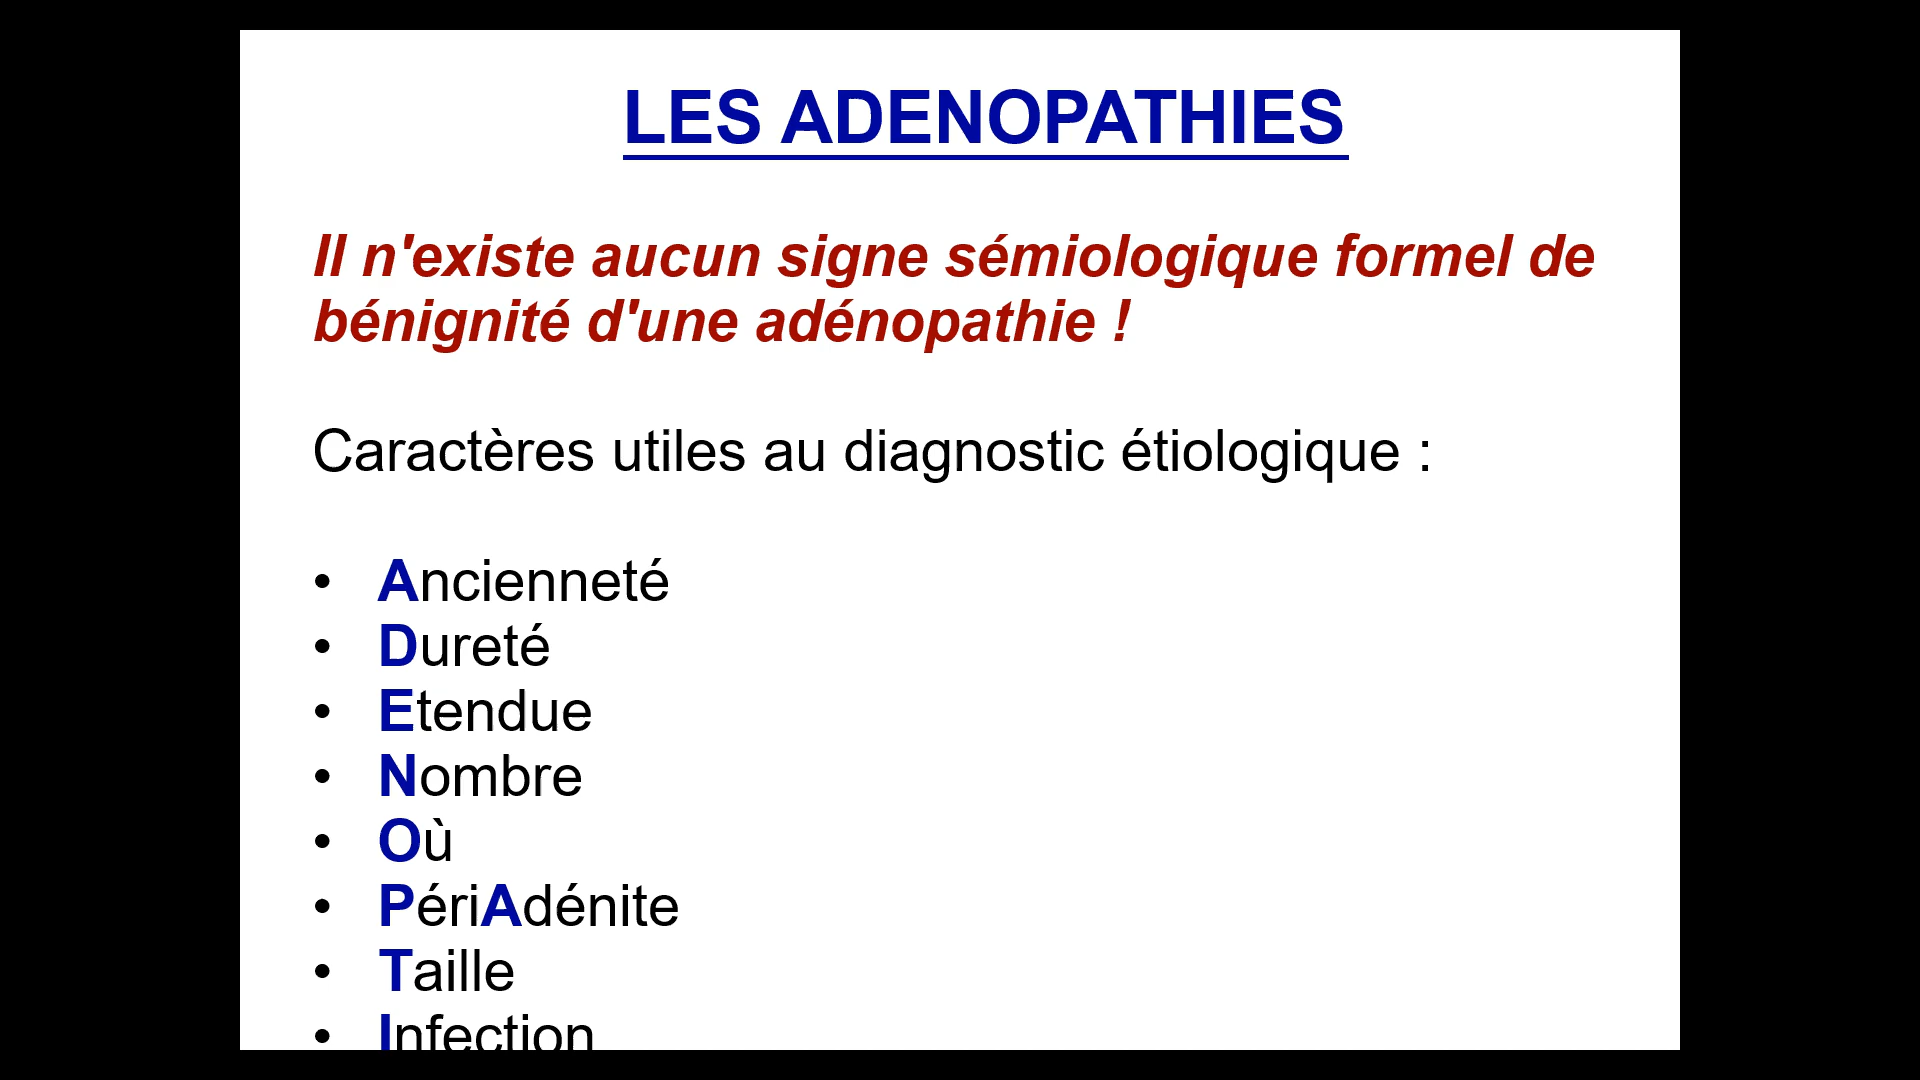 LES ADENOPATHIES
Il n'existe aucun signe sémiologique formel de
bénignité d'une adénopathie !
Caractères utiles au diagnostic étiologique :
• Ancienneté
• Dureté
• Etendue
• Nombre
• Où
• PériAdénite
• Taille
• Infection